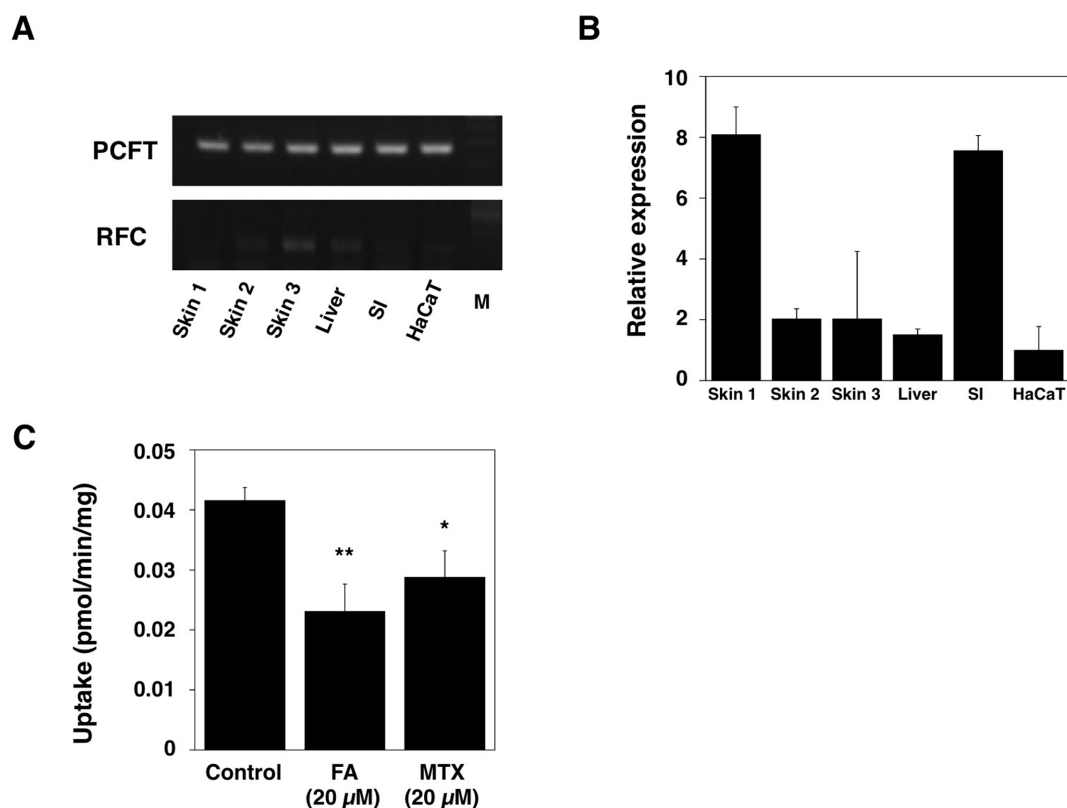 A
PCFT
RFC
Skin 1
Skin 2
Skin 3
Liver
SI
HaCaT
M
B
Relative expression
10
8
6
4
2
0
Skin 1 Skin 2 Skin 3 Liver SI HaCaT
C
Uptake (pmol/min/mg)
0.05
0.04
0.03
0.02
0.01
0
**
*
Control FA MTX
(20 µM) (20 µM)